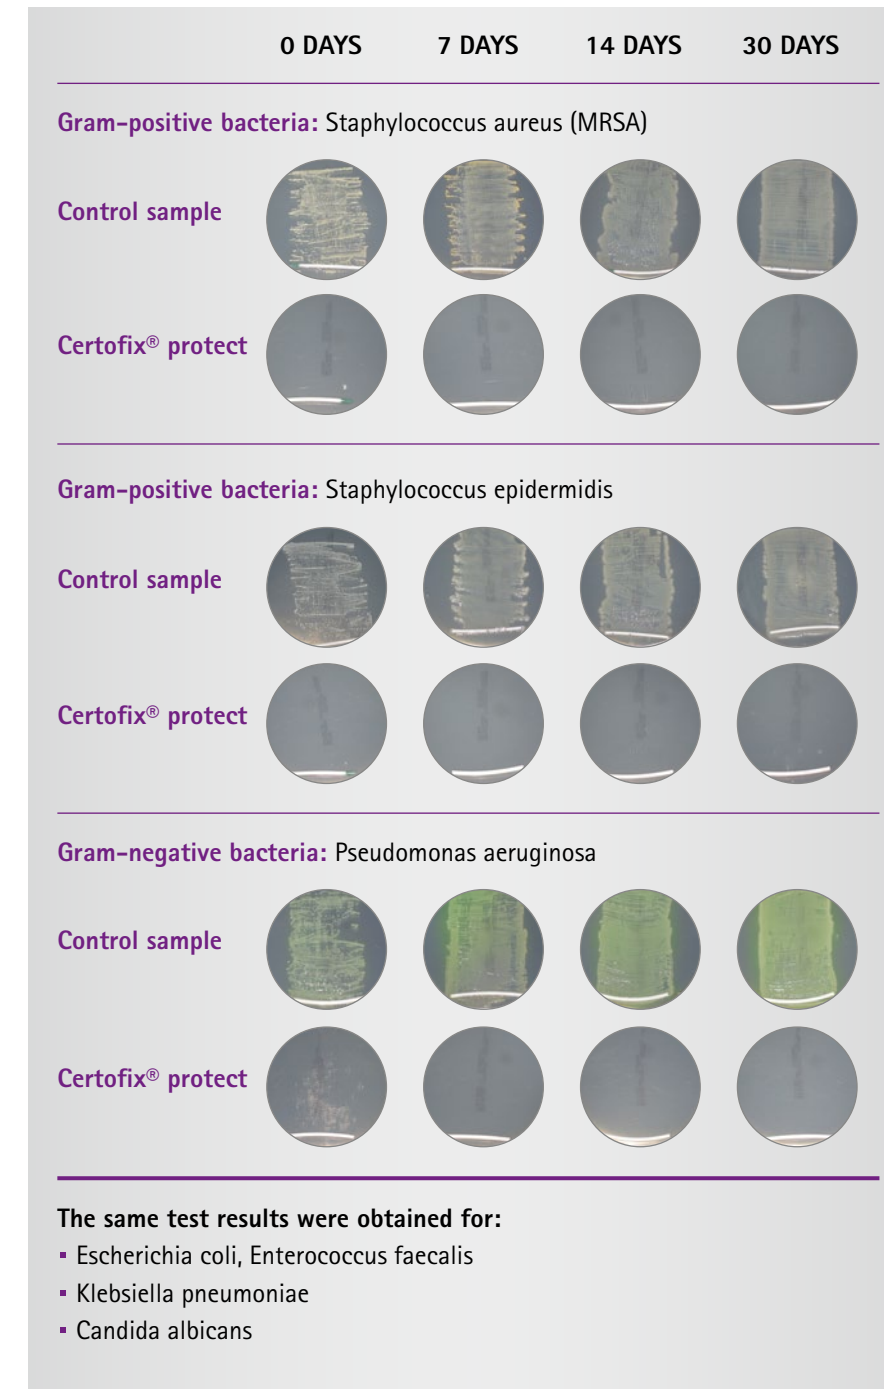 0 DAYS 7 DAYS 14 DAYS 30 DAYS
Gram-positive bacteria: Staphylococcus aureus (MRSA)
Control sample
Certofix® protect
Gram-positive bacteria: Staphylococcus epidermidis
Control sample
Certofix® protect
Gram-negative bacteria: Pseudomonas aeruginosa
Control sample
Certofix® protect
The same test results were obtained for:
▪ Escherichia coli, Enterococcus faecalis
▪ Klebsiella pneumoniae
▪ Candida albicans